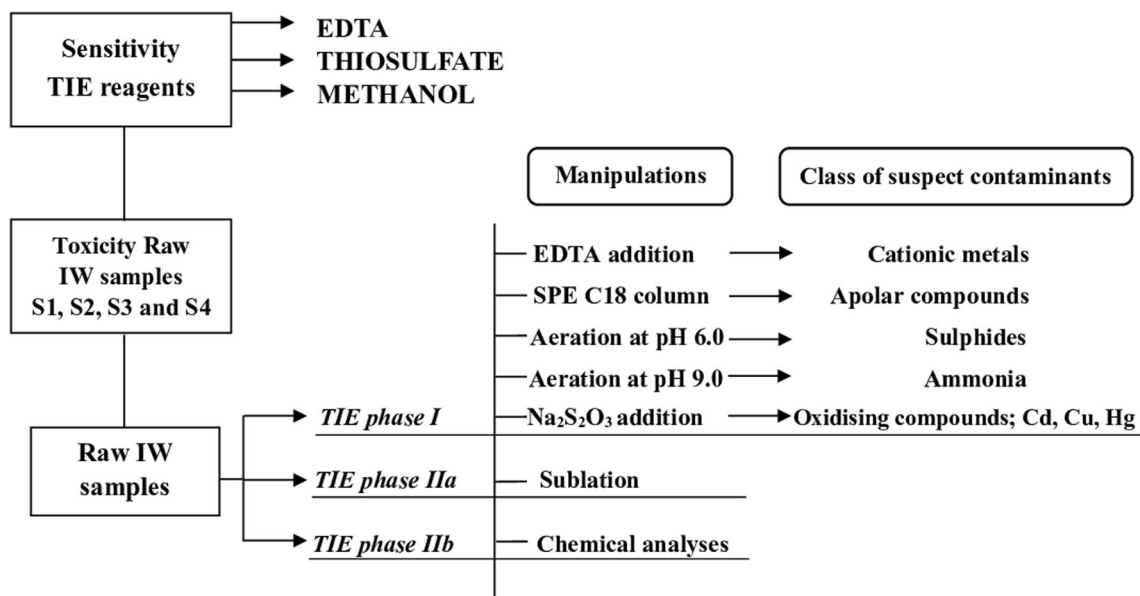 Sensitivity
TIE reagents
EDTA
THIOSULFATE
METHANOL
Toxicity Raw
IW samples
S1, S2, S3 and S4
Raw IW
samples
Manipulations
Class of suspect contaminants
EDTA addition
Cationic metals
SPE C18 column
Apolar compounds
Aeration at pH 6.0
Sulphides
Aeration at pH 9.0
Ammonia
TIE phase I
Na₂S₂O₃ addition
Oxidising compounds; Cd, Cu, Hg
TIE phase IIa
Sublation
TIE phase IIb
Chemical analyses